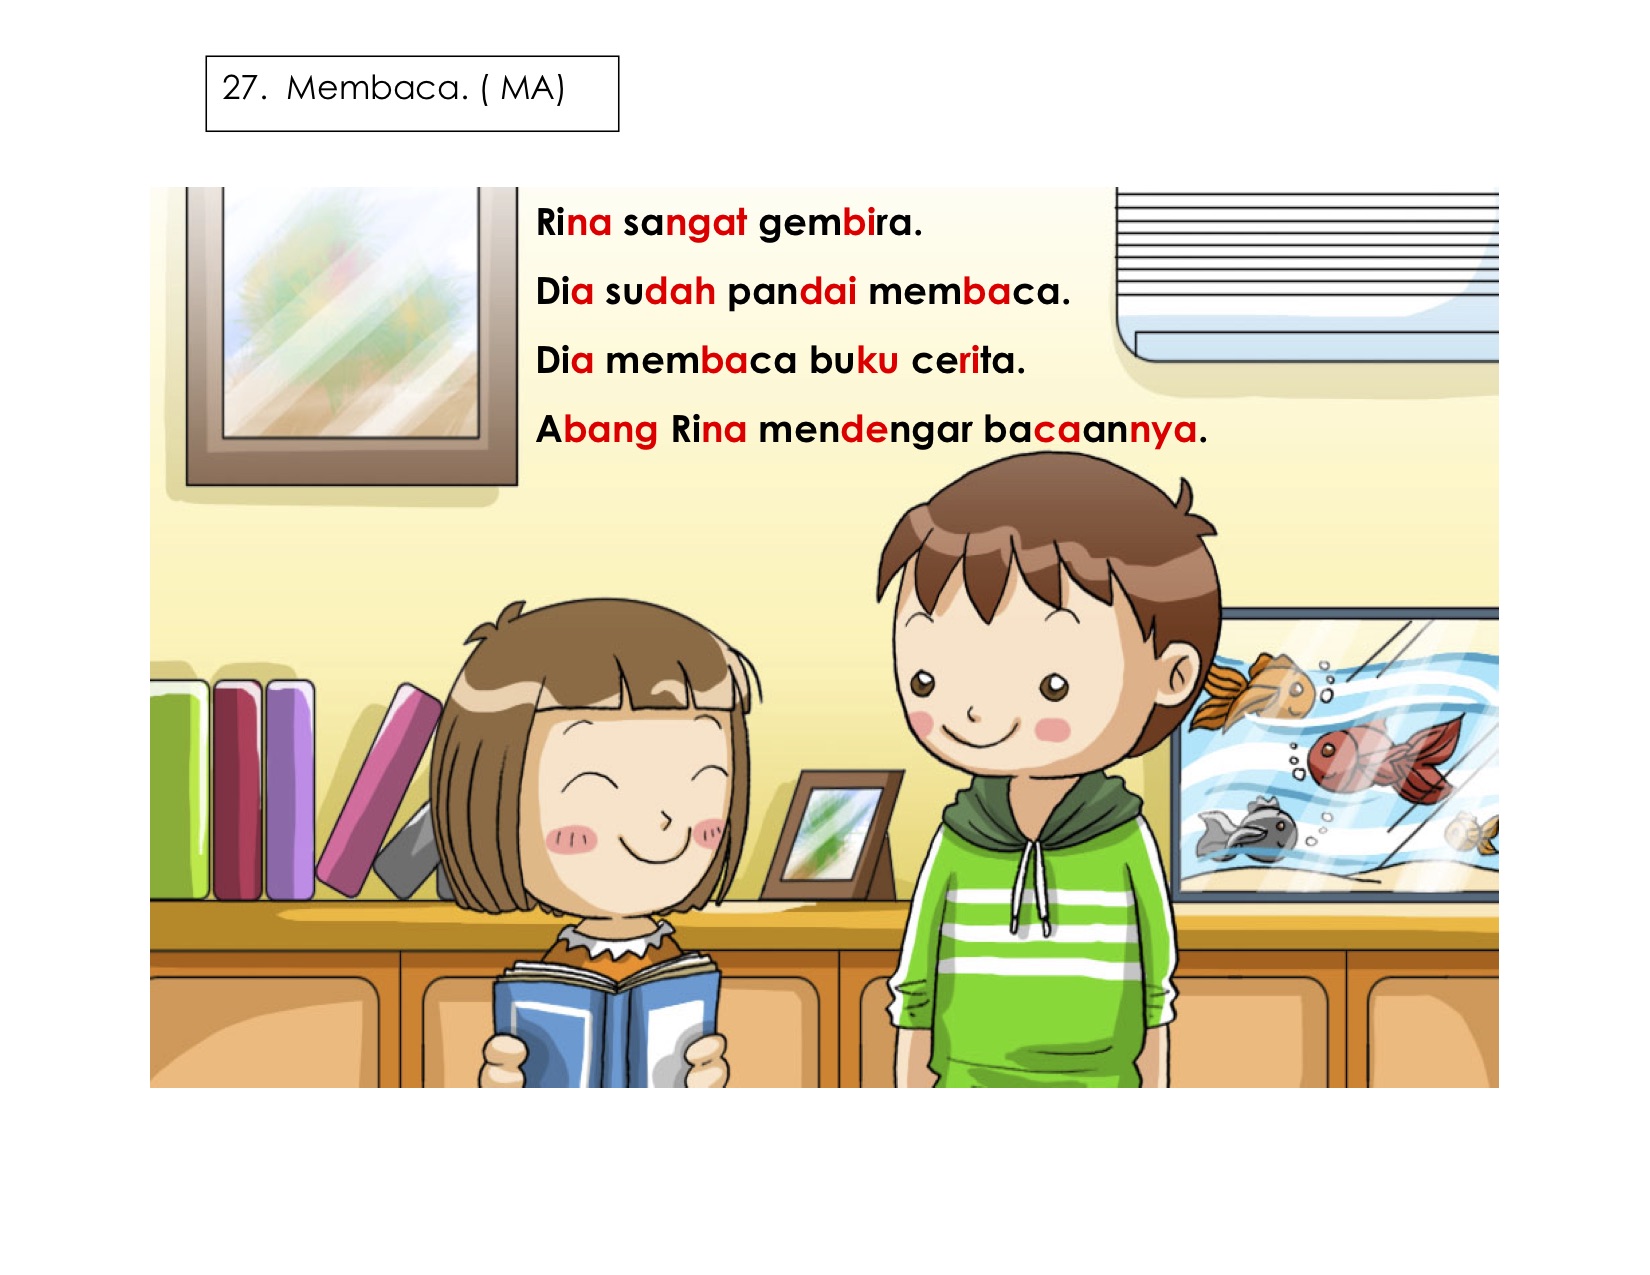 27. Membaca. ( MA)
Rina sangat gembira.
Dia sudah pandai membaca.
Dia membaca buku cerita.
Abang Rina mendengar bacaannya.